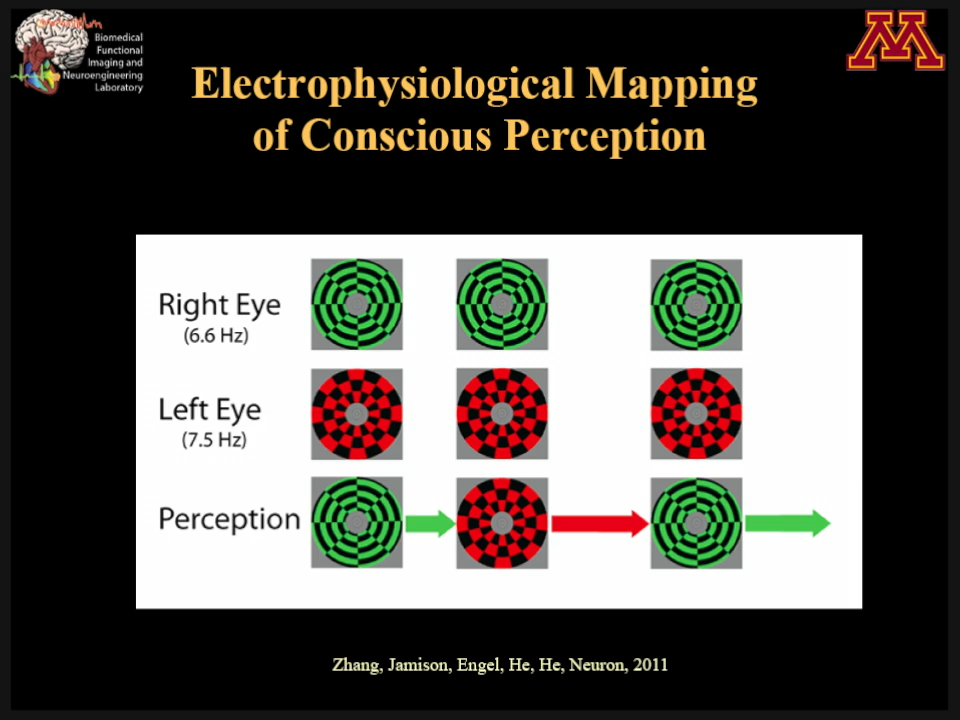 Biomedical
Functional
Imaging and
Neuroengineering
Laboratory
M
Electrophysiological Mapping
of Conscious Perception
Right Eye
(6.6 Hz)
Left Eye
(7.5 Hz)
Perception
Zhang, Jamison, Engel, He, He, Neuron, 2011